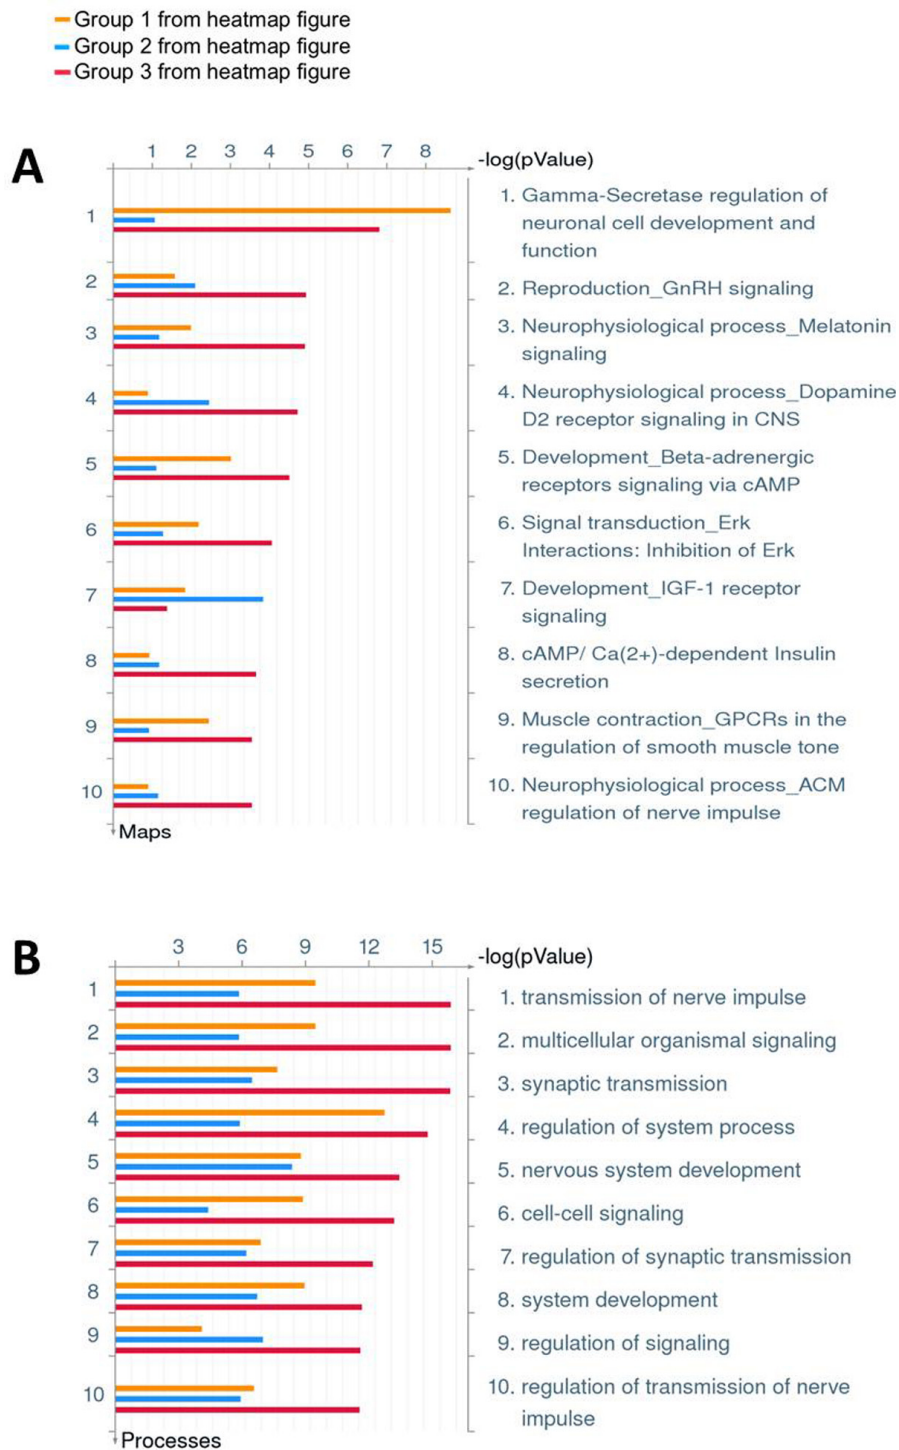 Group 1 from heatmap figure
Group 2 from heatmap figure
Group 3 from heatmap figure
A
1 2 3 4 5 6 7 8 -log(pValue)
1
2
3
4
5
6
7
8
9
10
Maps
1. Gamma-Secretase regulation of
neuronal cell development and
function
2. Reproduction_GnRH signaling
3. Neurophysiological process_Melatonin
signaling
4. Neurophysiological process_Dopamine
D2 receptor signaling in CNS
5. Development_Beta-adrenergic
receptors signaling via cAMP
6. Signal transduction_Erk
Interactions: Inhibition of Erk
7. Development_IGF-1 receptor
signaling
8. cAMP/ Ca(2+)-dependent Insulin
secretion
9. Muscle contraction_GPCRs in the
regulation of smooth muscle tone
10. Neurophysiological process_ACM
regulation of nerve impulse
B
3 6 9 12 15 -log(pValue)
1
2
3
4
5
6
7
8
9
10
Processes
1. transmission of nerve impulse
2. multicellular organismal signaling
3. synaptic transmission
4. regulation of system process
5. nervous system development
6. cell-cell signaling
7. regulation of synaptic transmission
8. system development
9. regulation of signaling
10. regulation of transmission of nerve
impulse